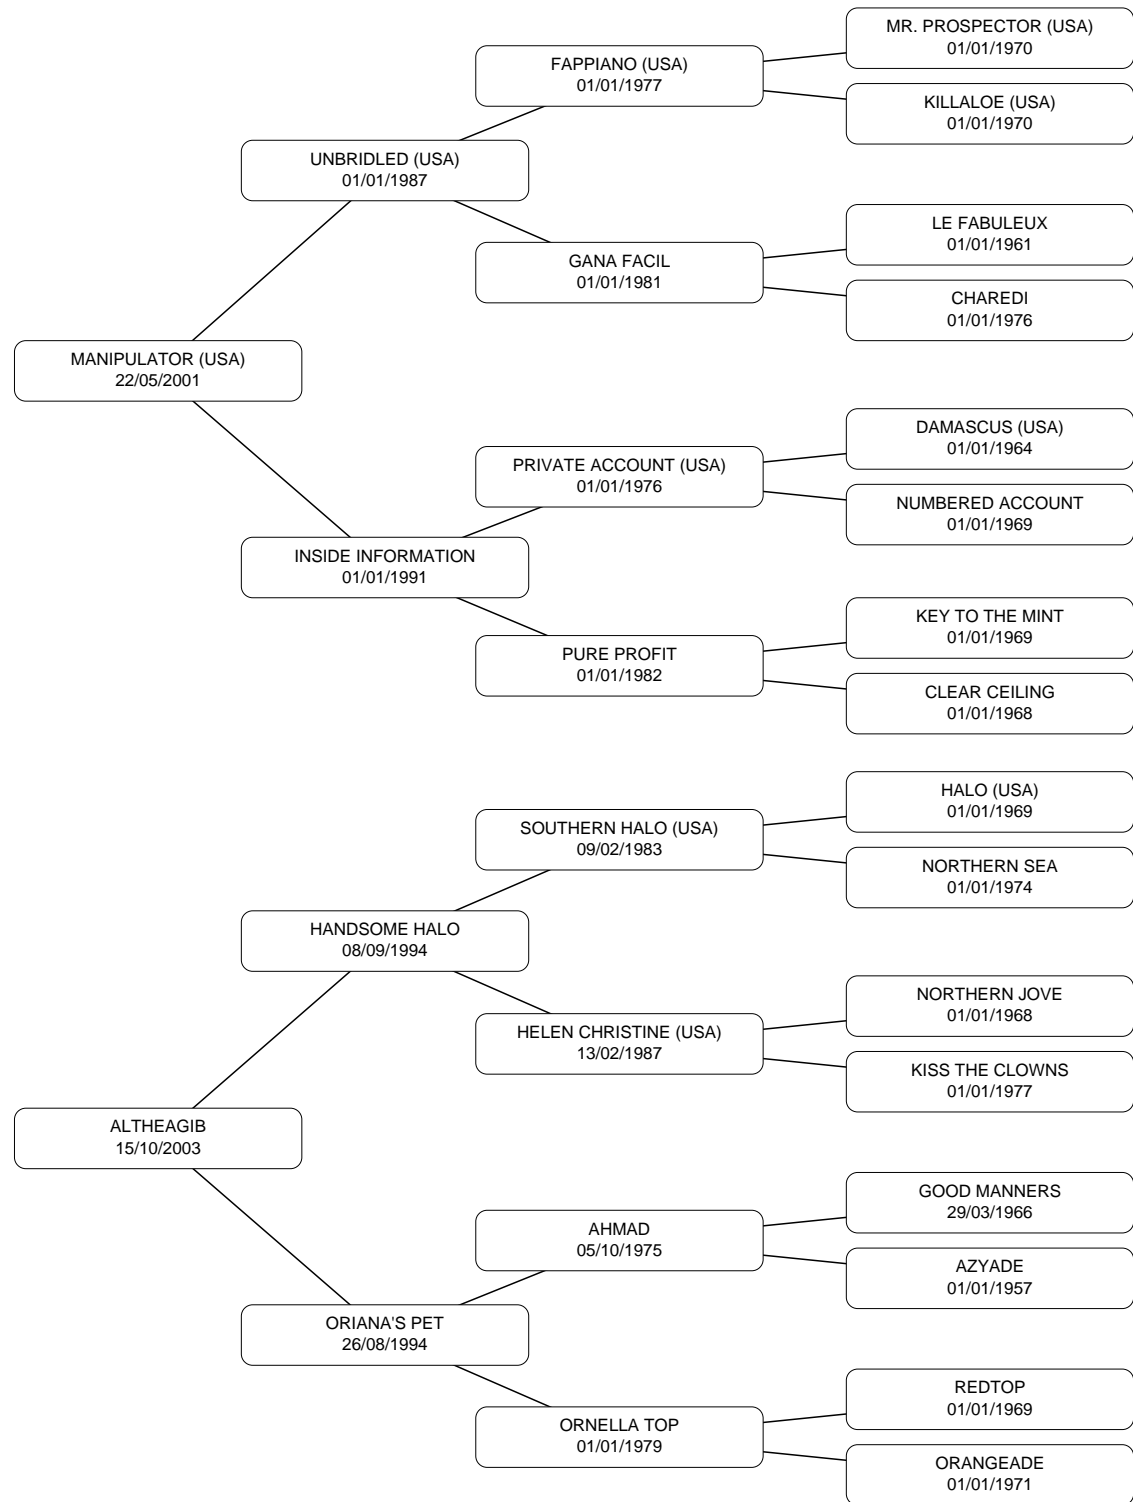 MR. PROSPECTOR (USA)
01/01/1970
FAPPIANO (USA)
01/01/1977
KILLALOE (USA)
01/01/1970
UNBRIDLED (USA)
01/01/1987
LE FABULEUX
01/01/1961
GANA FACIL
01/01/1981
CHAREDI
01/01/1976
MANIPULATOR (USA)
22/05/2001
DAMASCUS (USA)
01/01/1964
PRIVATE ACCOUNT (USA)
01/01/1976
NUMBERED ACCOUNT
01/01/1969
INSIDE INFORMATION
01/01/1991
KEY TO THE MINT
01/01/1969
PURE PROFIT
01/01/1982
CLEAR CEILING
01/01/1968
HALO (USA)
01/01/1969
SOUTHERN HALO (USA)
09/02/1983
NORTHERN SEA
01/01/1974
HANDSOME HALO
08/09/1994
NORTHERN JOVE
01/01/1968
HELEN CHRISTINE (USA)
13/02/1987
KISS THE CLOWNS
01/01/1977
ALTHEAGIB
15/10/2003
GOOD MANNERS
29/03/1966
AHMAD
05/10/1975
AZYADE
01/01/1957
ORIANA'S PET
26/08/1994
REDTOP
01/01/1969
ORNELLA TOP
01/01/1979
ORANGEADE
01/01/1971